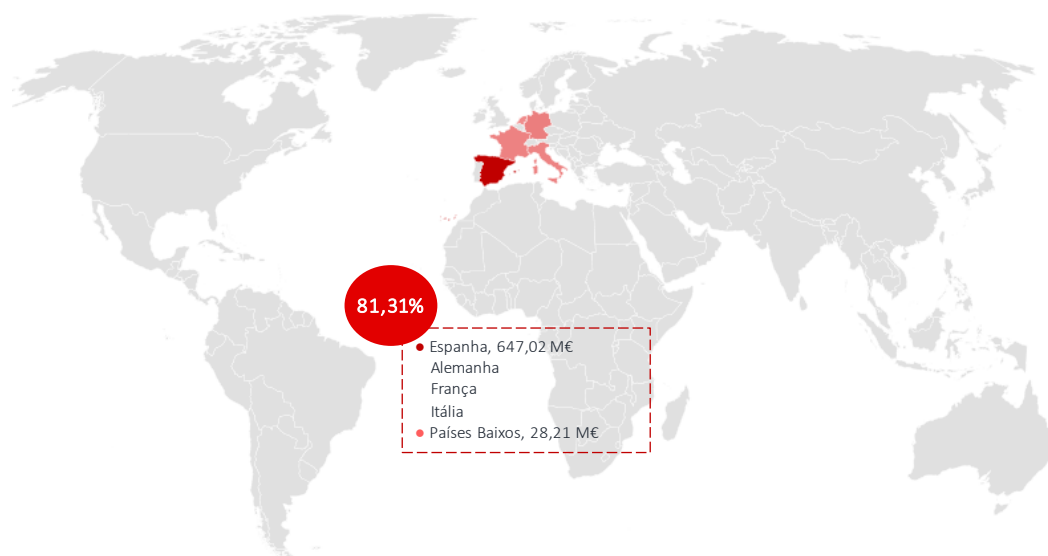 81,31%
Espanha, 647,02 M€
Alemanha
França
Itália
Países Baixos, 28,21 M€